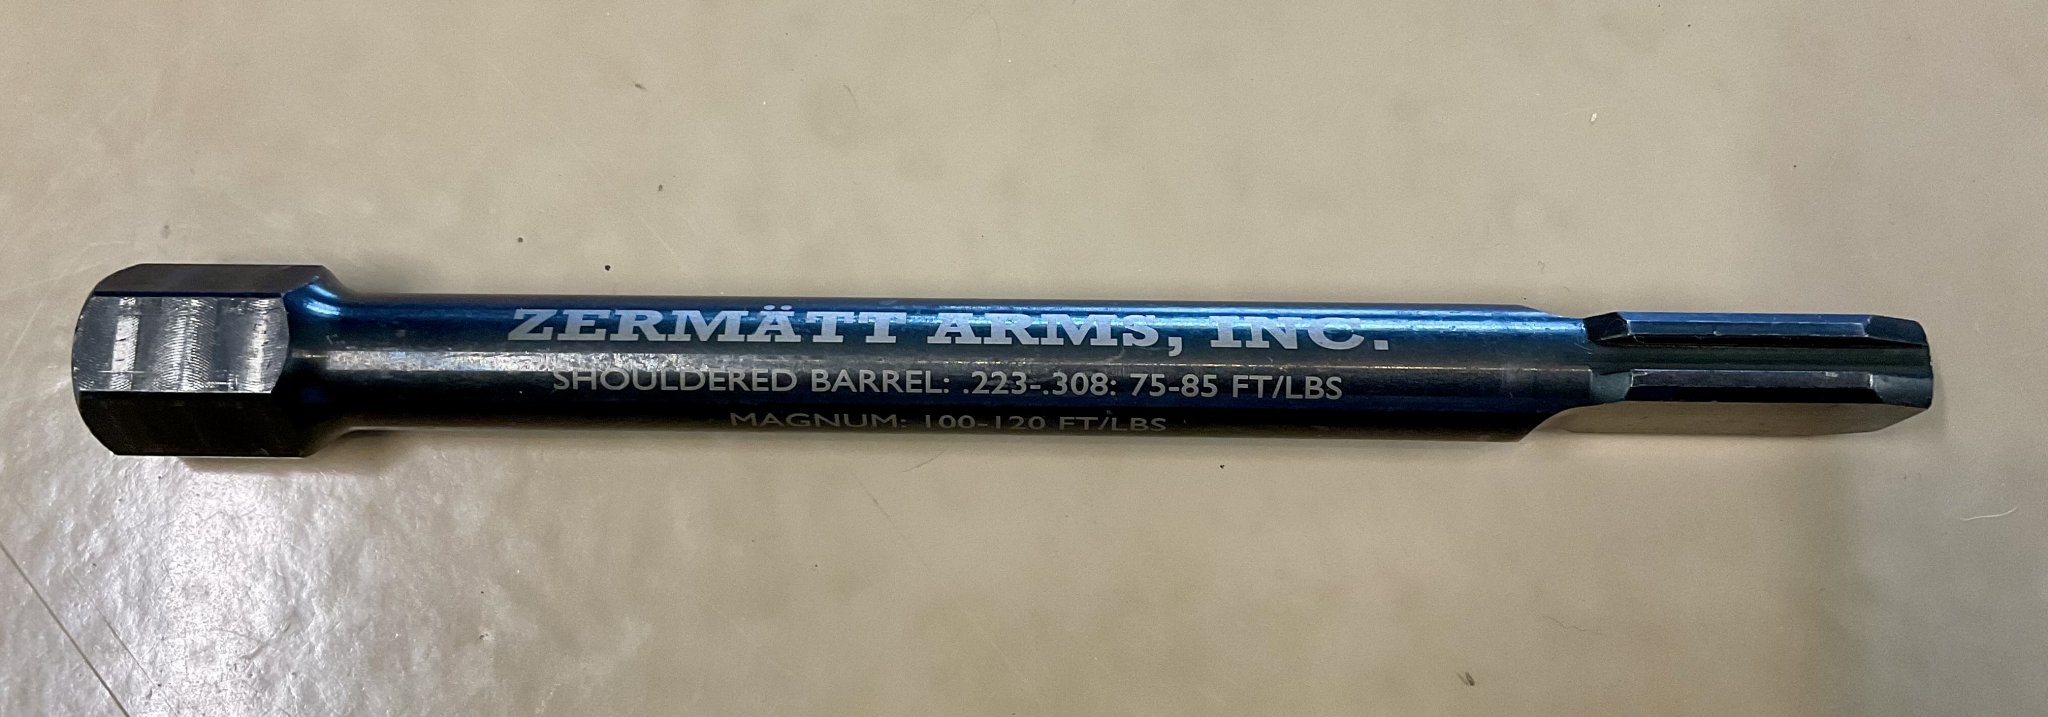 ZERMÄTT ARMS, INC.
SHOULDERED BARREL: .223-.308: 75-85 FT/LBS
MAGNUM: 100-120 FT/LBS